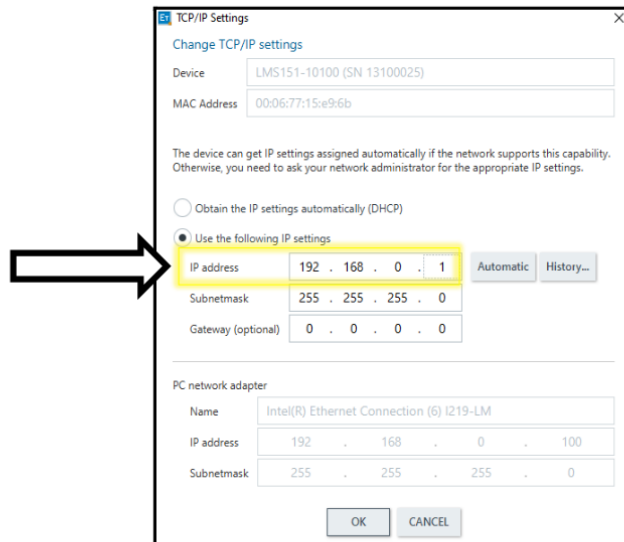 ET TCP/IP Settings
Change TCP/IP settings
Device LMS151-10100 (SN 13100025)
MAC Address 00:06:77:15:e9:6b
The device can get IP settings assigned automatically if the network supports this capability.
Otherwise, you need to ask your network administrator for the appropriate IP settings.
Obtain the IP settings automatically (DHCP)
Use the following IP settings
IP address 192 . 168 . 0 . 1 Automatic History...
Subnetmask 255 . 255 . 255 . 0
Gateway (optional) 0 . 0 . 0 . 0
PC network adapter
Name Intel(R) Ethernet Connection (6) I219-LM
IP address 192 . 168 . 0 . 100
Subnetmask 255 . 255 . 255 . 0
OK CANCEL